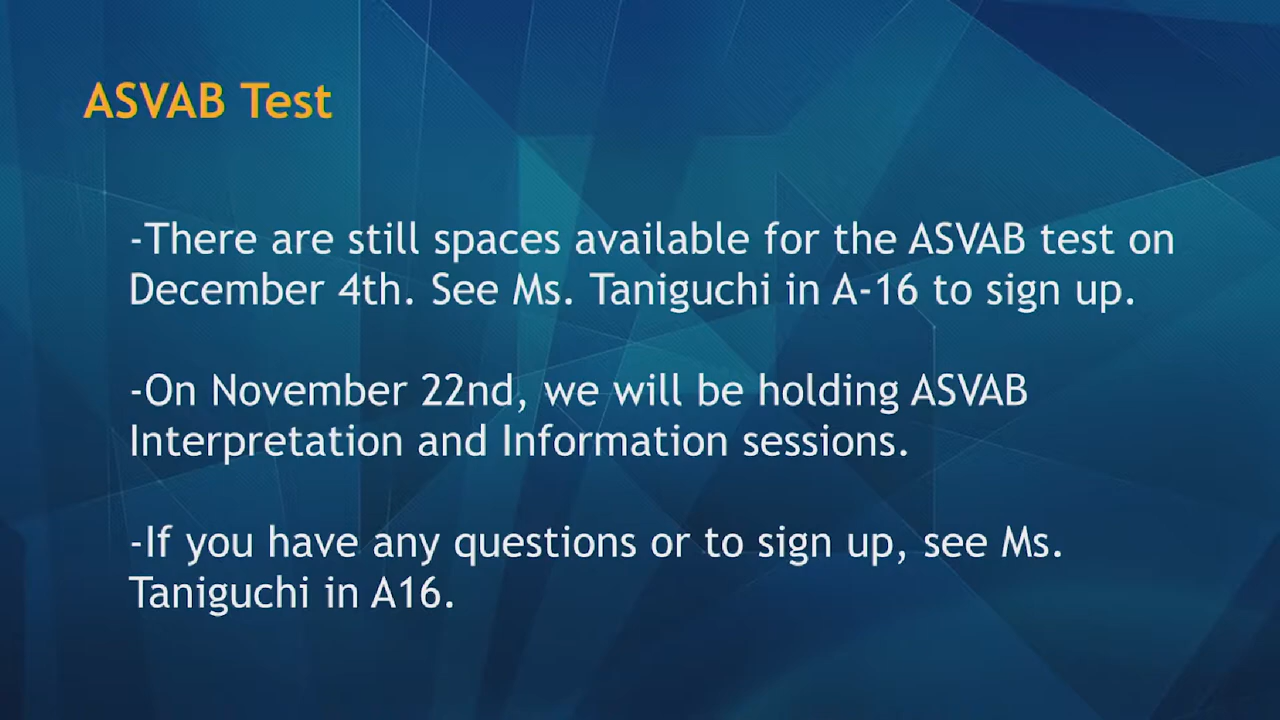 ASVAB Test
-There are still spaces available for the ASVAB test on
December 4th. See Ms. Taniguchi in A-16 to sign up.
-On November 22nd, we will be holding ASVAB
Interpretation and Information sessions.
-If you have any questions or to sign up, see Ms.
Taniguchi in A16.